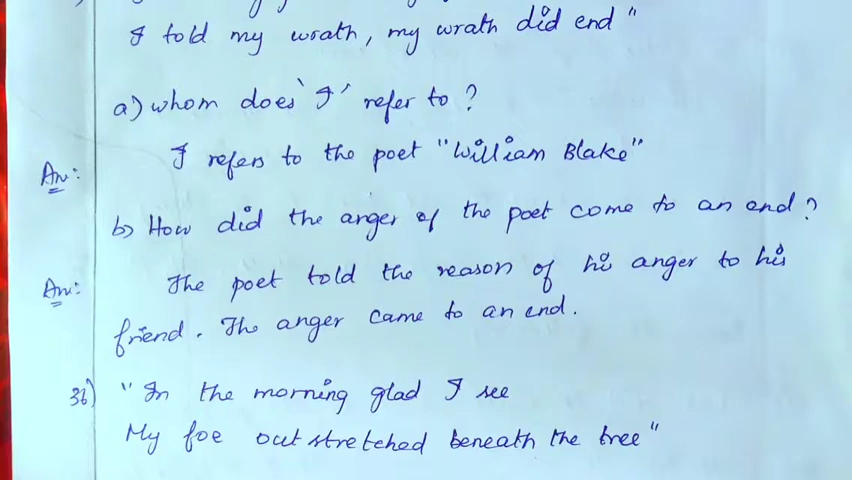 I told my wrath, my wrath did end"
a) whom does 'I' refer to?
Ans: I refers to the poet "William Blake"
b) How did the anger of the poet come to an end?
Ans: The poet told the reason of his anger to his
friend. The anger came to an end.
36) "In the morning glad I see
My foe outstretched beneath the tree"